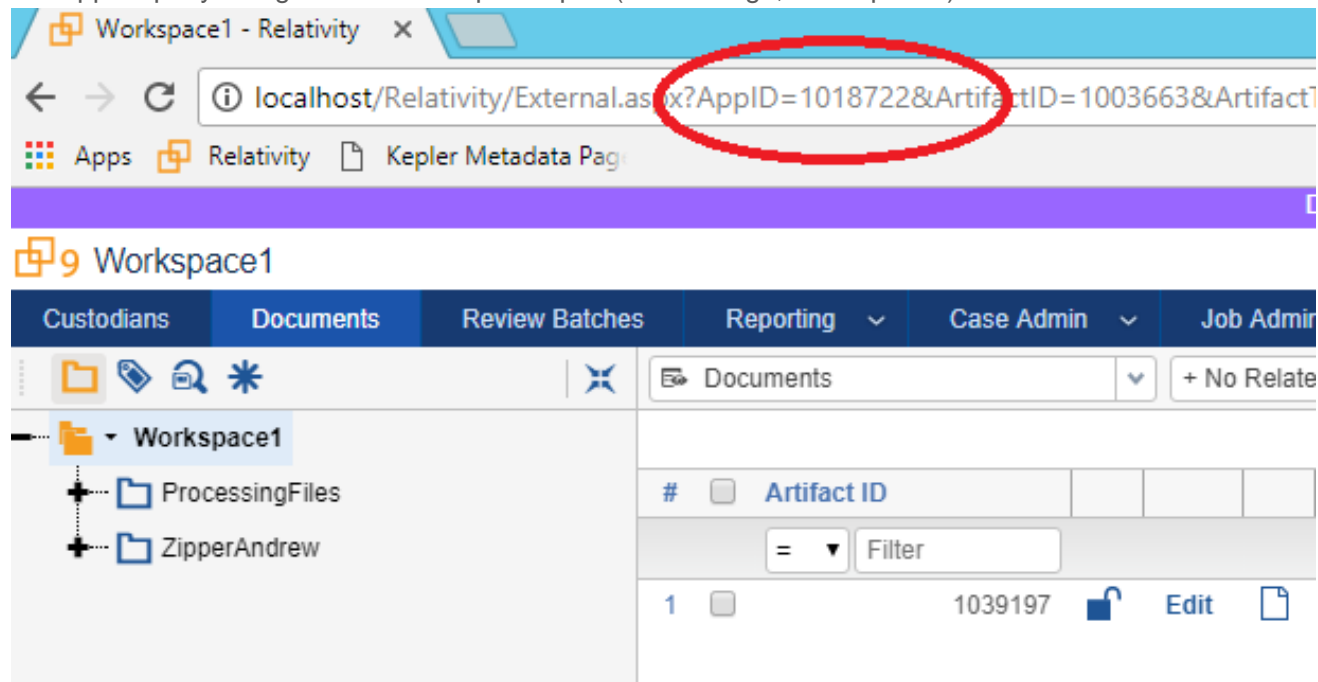 Workspace1 - Relativity ×
localhost/Relativity/External.aspx?AppID=1018722&ArtifactID=1003663&Artifact
Apps Relativity Kepler Metadata Pag
9 Workspace1
Custodians Documents Review Batches Reporting Case Admin Job Admin
Documents + No Relate
Workspace1
ProcessingFiles # Artifact ID
ZipperAndrew = Filter
1 1039197 Edit